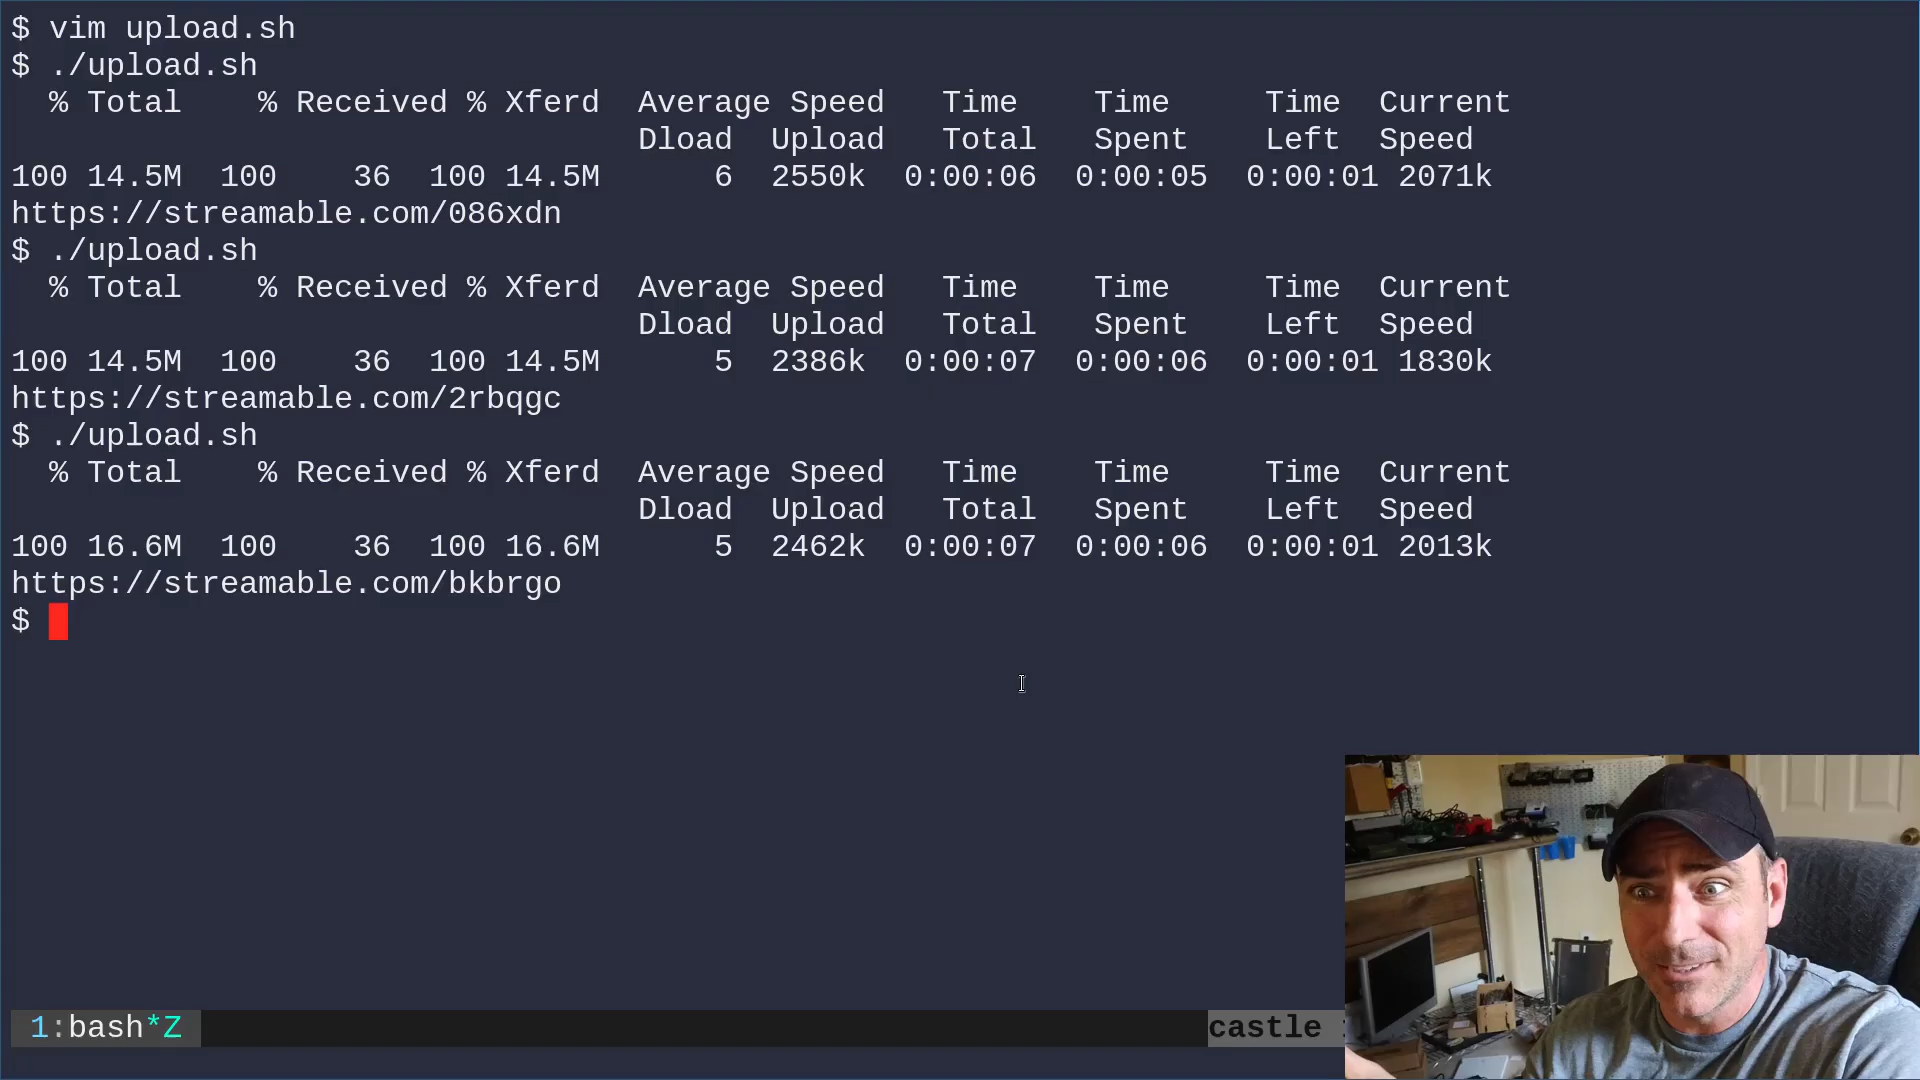 $ vim upload.sh
$ ./upload.sh
  % Total    % Received % Xferd  Average Speed   Time    Time     Time  Current
                                 Dload  Upload   Total   Spent    Left  Speed
100 14.5M  100    36  100 14.5M      6  2550k  0:00:06  0:00:05  0:00:01 2071k
https://streamable.com/086xdn
$ ./upload.sh
  % Total    % Received % Xferd  Average Speed   Time    Time     Time  Current
                                 Dload  Upload   Total   Spent    Left  Speed
100 14.5M  100    36  100 14.5M      5  2386k  0:00:07  0:00:06  0:00:01 1830k
https://streamable.com/2rbqgc
$ ./upload.sh
  % Total    % Received % Xferd  Average Speed   Time    Time     Time  Current
                                 Dload  Upload   Total   Spent    Left  Speed
100 16.6M  100    36  100 16.6M      5  2462k  0:00:07  0:00:06  0:00:01 2013k
https://streamable.com/bkbrgo
$
1:bash*Z castle